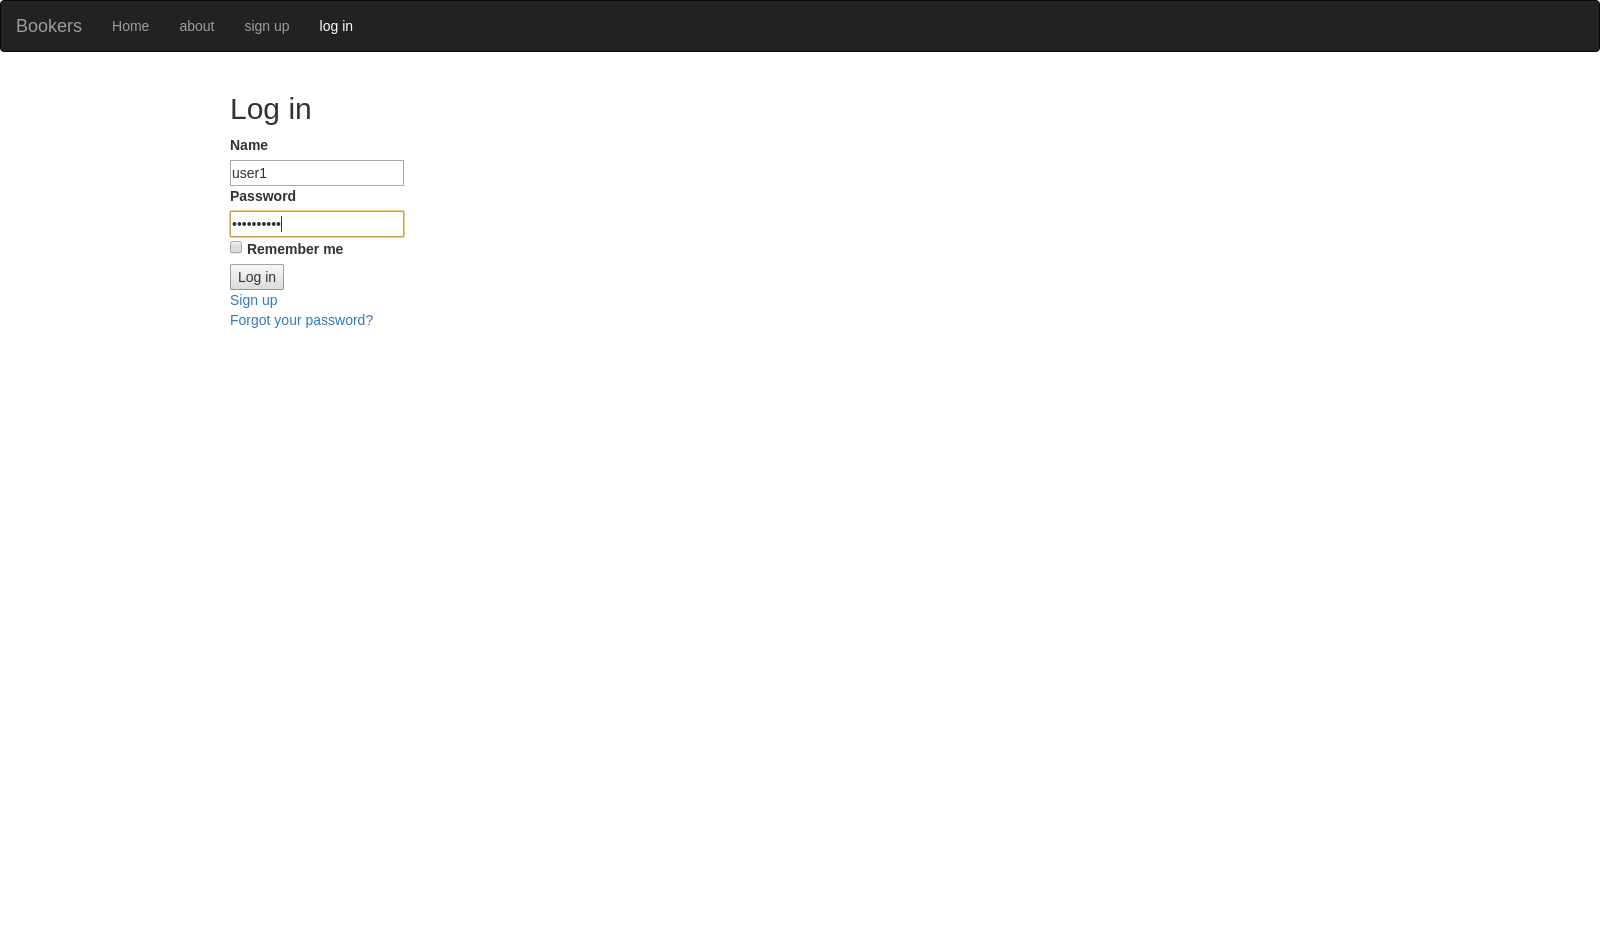 Bookers Home about sign up log in
Log in
Name
user1
Password
••••••••••
Remember me
Log in
Sign up
Forgot your password?